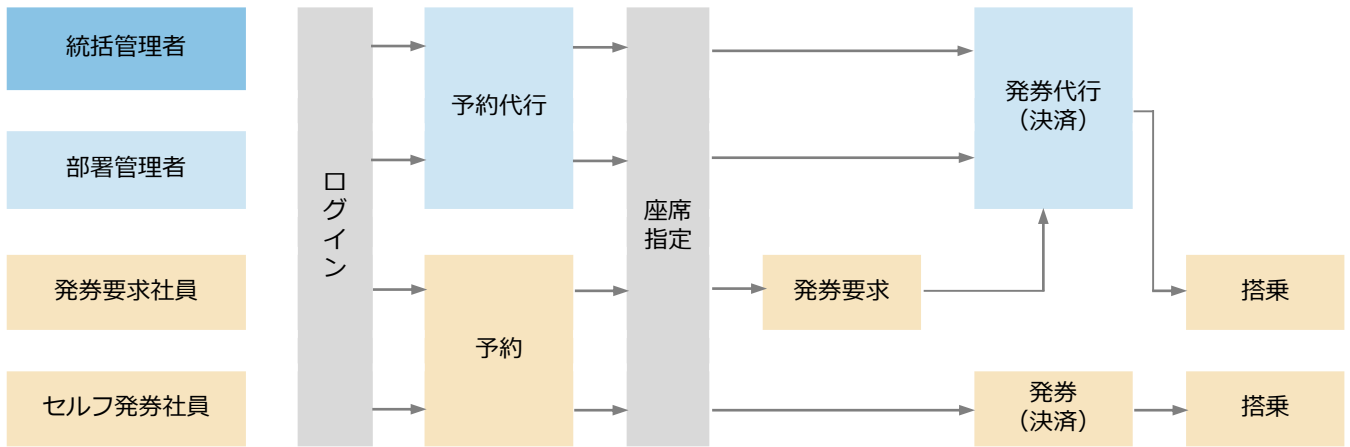 統括管理者
部署管理者
発券要求社員
セルフ発券社員
ログイン
予約代行
予約
座席
指定
発券要求
発券代行
（決済）
発券
（決済）
搭乗
搭乗